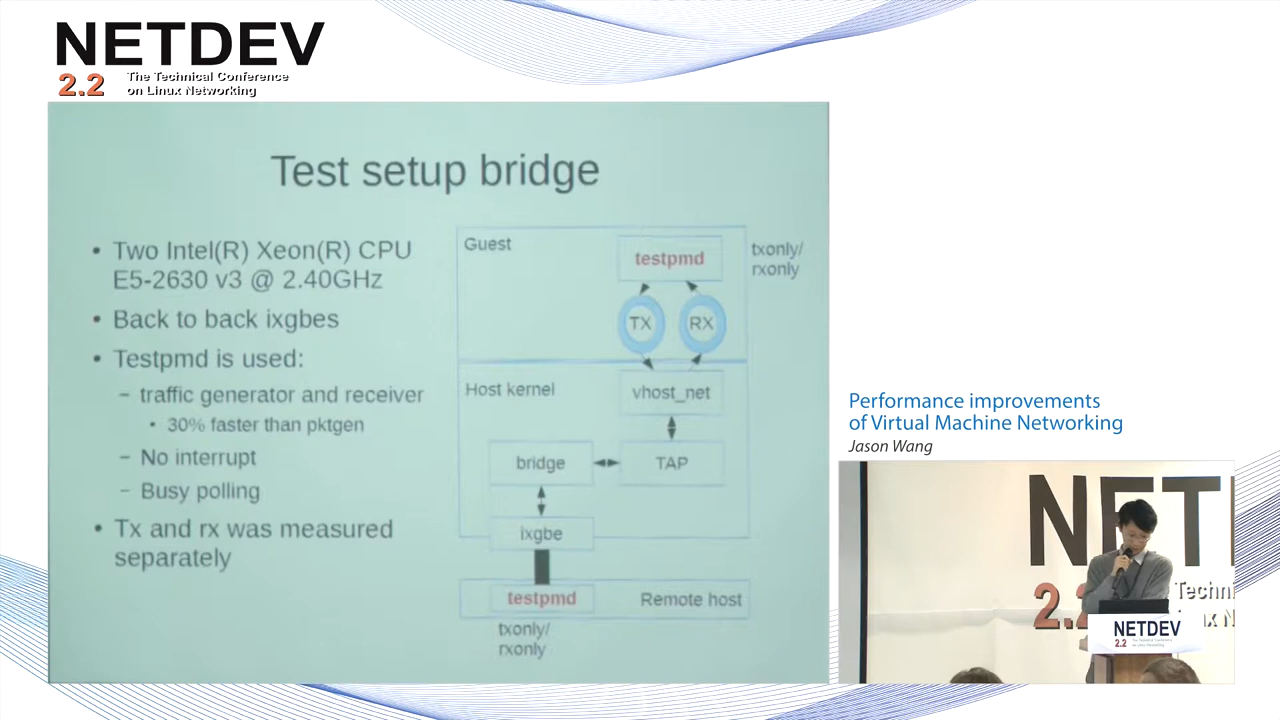 NETDEV
2.2
The Technical Conference
on Linux Networking
Test setup bridge
• Two Intel(R) Xeon(R) CPU
E5-2630 v3 @ 2.40GHz
• Back to back ixgbes
• Testpmd is used:
– traffic generator and receiver
• 30% faster than pktgen
– No interrupt
– Busy polling
• Tx and rx was measured
separately
Guest
testpmd
txonly/
rxonly
TX
RX
Host kernel
vhost_net
bridge
TAP
ixgbe
testpmd
Remote host
txonly/
rxonly
Performance improvements
of Virtual Machine Networking
Jason Wang
NET
2.2
Techni
NETDEV
2.2